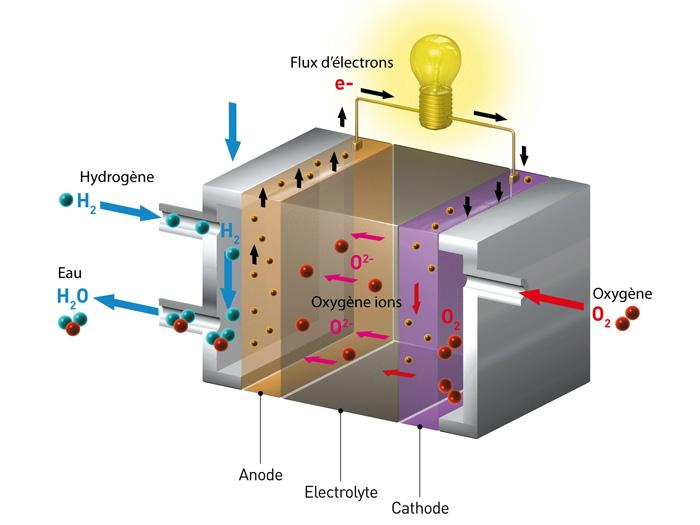 Flux d'électrons
e-
Hydrogène
H2
H2
Eau
H2O
O2-
Oxygène ions
O2-
O2
Oxygène
O2
Anode
Electrolyte
Cathode